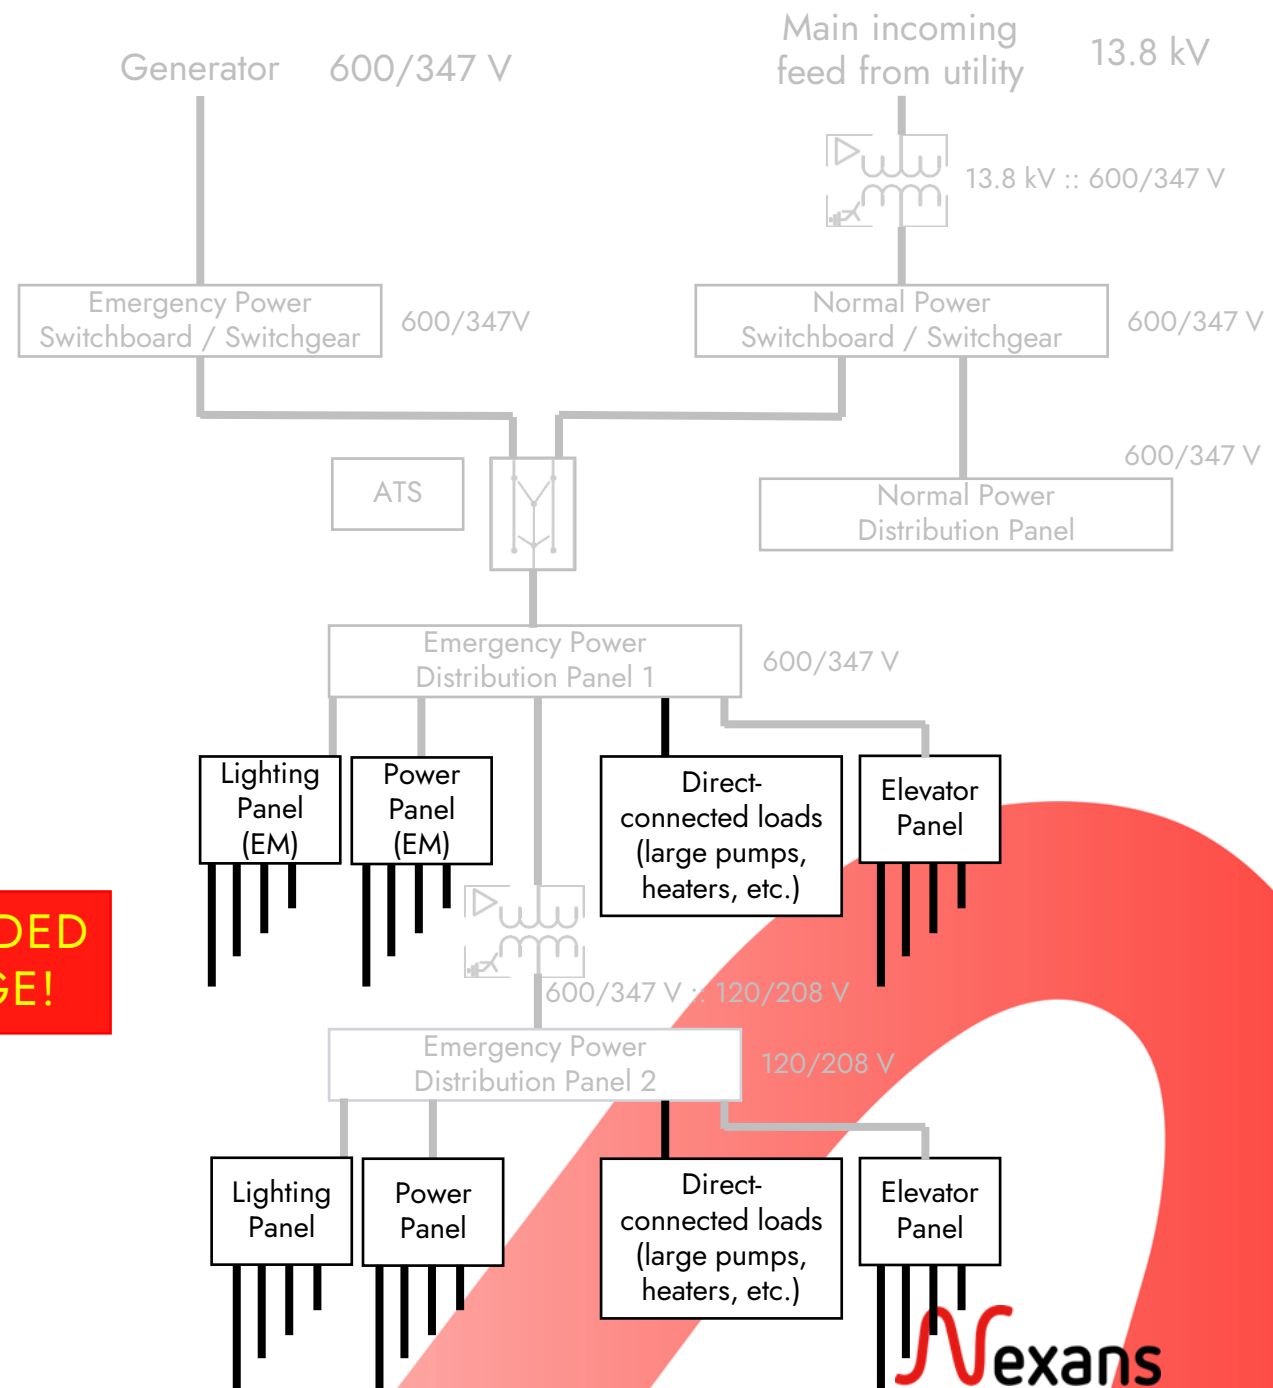 Generator
600/347 V
Main incoming
feed from utility
13.8 kV
13.8 kV :: 600/347 V
Emergency Power
Switchboard / Switchgear
600/347V
Normal Power
Switchboard / Switchgear
600/347 V
ATS
600/347 V
Normal Power
Distribution Panel
Emergency Power
Distribution Panel 1
600/347 V
Lighting
Panel
(EM)
Power
Panel
(EM)
Direct-
connected loads
(large pumps,
heaters, etc.)
Elevator
Panel
DED
GE!
600/347 V :: 120/208 V
Emergency Power
Distribution Panel 2
120/208 V
Lighting
Panel
Power
Panel
Direct-
connected loads
(large pumps,
heaters, etc.)
Elevator
Panel
Nexans